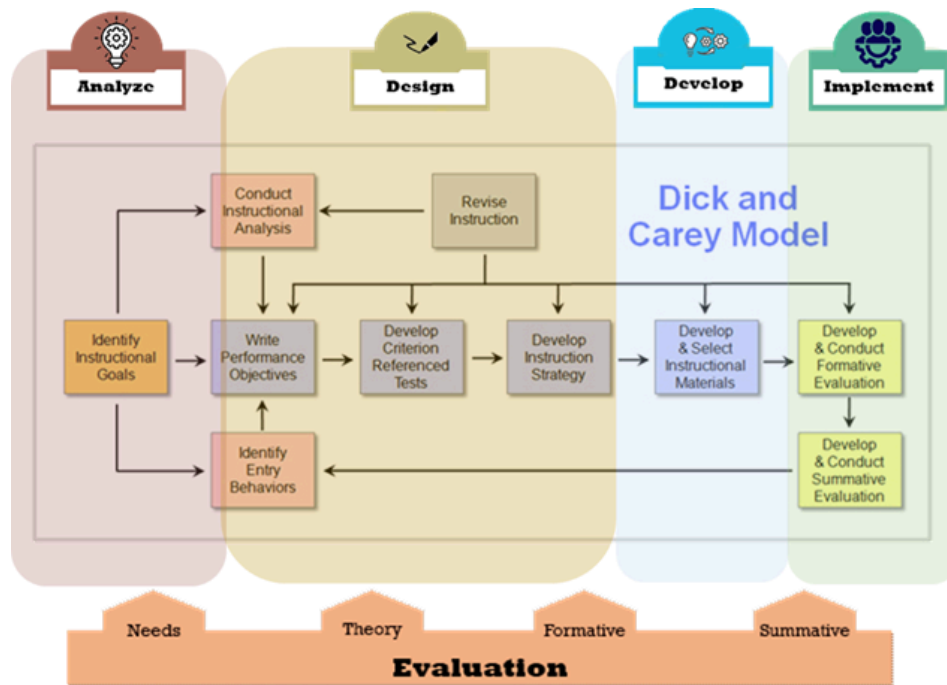 Analyze
Design
Develop
Implement
Conduct
Instructional
Analysis
Revise
Instruction
Dick and
Carey Model
Identify
Instructional
Goals
Write
Performance
Objectives
Develop
Criterion
Referenced
Tests
Develop
Instruction
Strategy
Develop
& Select
Instructional
Materials
Develop
& Conduct
Formative
Evaluation
Identify
Entry
Behaviors
Develop
& Conduct
Summative
Evaluation
Needs
Theory
Formative
Summative
Evaluation